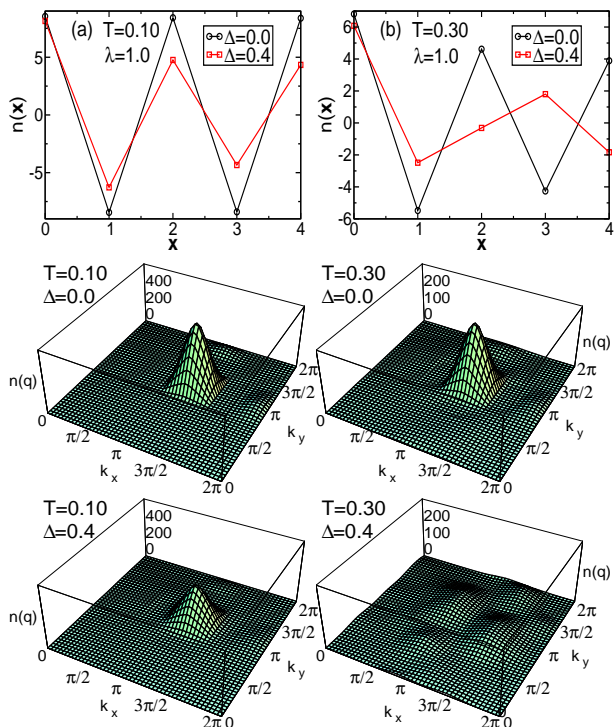 (a) T=0.10
λ=1.0
Δ=0.0
Δ=0.4
n(x)
5
0
-5
0 1 2 3 4
x
(b) T=0.30
λ=1.0
Δ=0.0
Δ=0.4
n(x)
6
4
2
0
-2
-4
-6
0 1 2 3 4
x
T=0.10
Δ=0.0
400
200
0
n(q)
0 π/2 π 3π/2 2π
k_x
0 π/2 π 3π/2 2π
k_y
T=0.30
Δ=0.0
200
100
0
n(q)
0 π/2 π 3π/2 2π
k_x
0 π/2 π 3π/2 2π
k_y
T=0.10
Δ=0.4
400
200
0
n(q)
0 π/2 π 3π/2 2π
k_x
0 π/2 π 3π/2 2π
k_y
T=0.30
Δ=0.4
200
100
0
n(q)
0 π/2 π 3π/2 2π
k_x
0 π/2 π 3π/2 2π
k_y